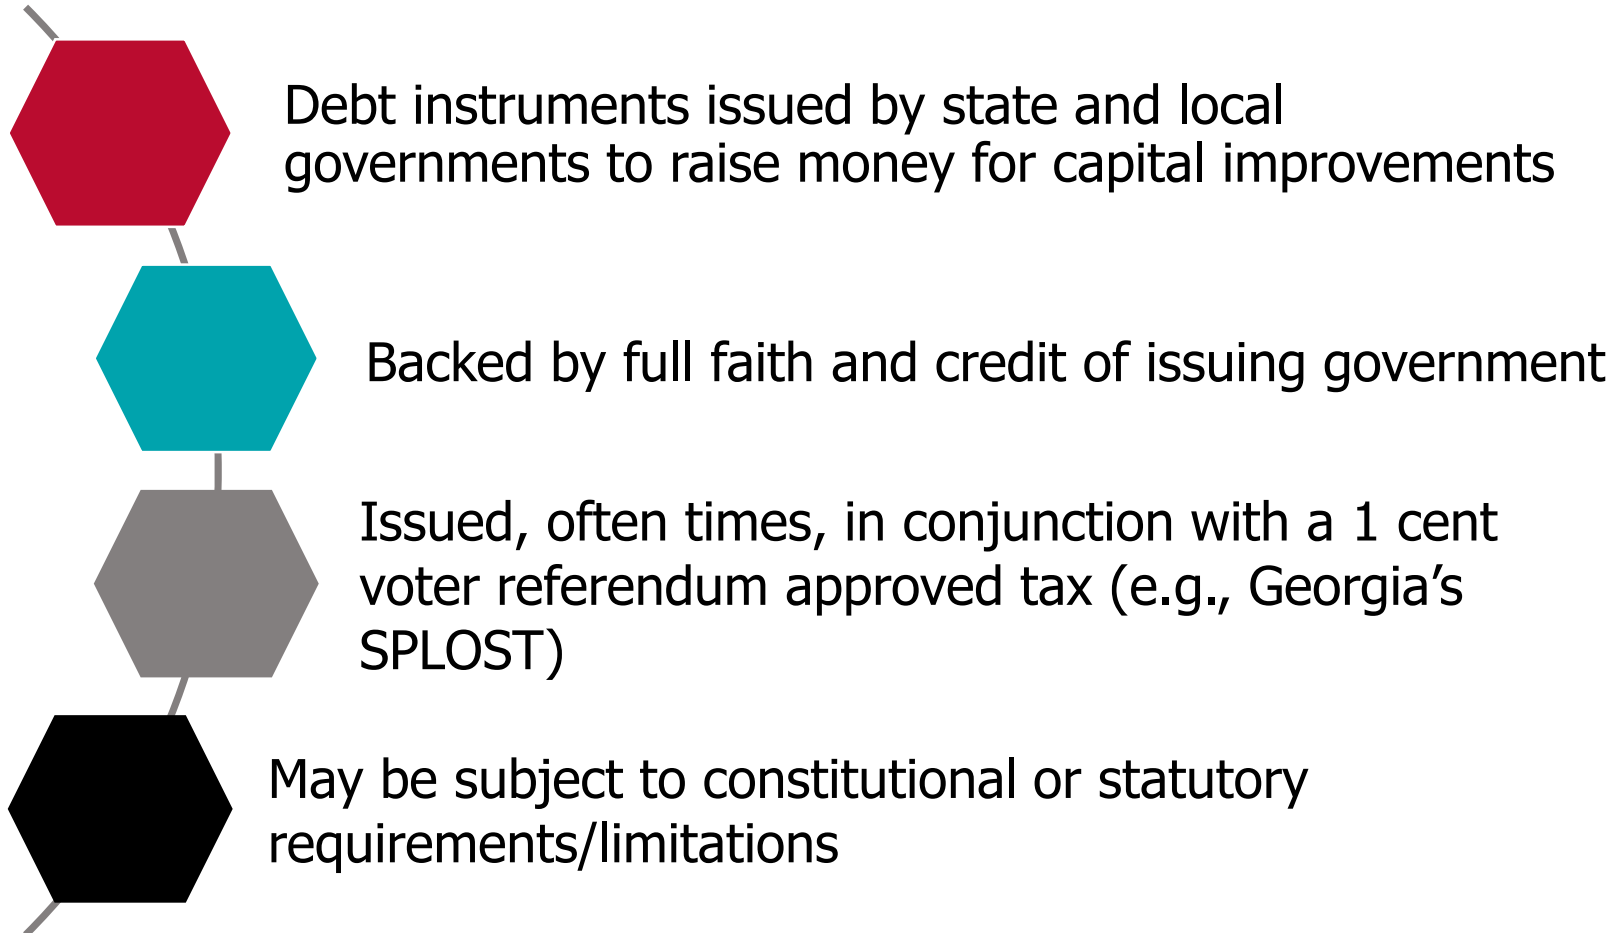 Debt instruments issued by state and local
governments to raise money for capital improvements
Backed by full faith and credit of issuing government
Issued, often times, in conjunction with a 1 cent
voter referendum approved tax (e.g., Georgia’s
SPLOST)
May be subject to constitutional or statutory
requirements/limitations